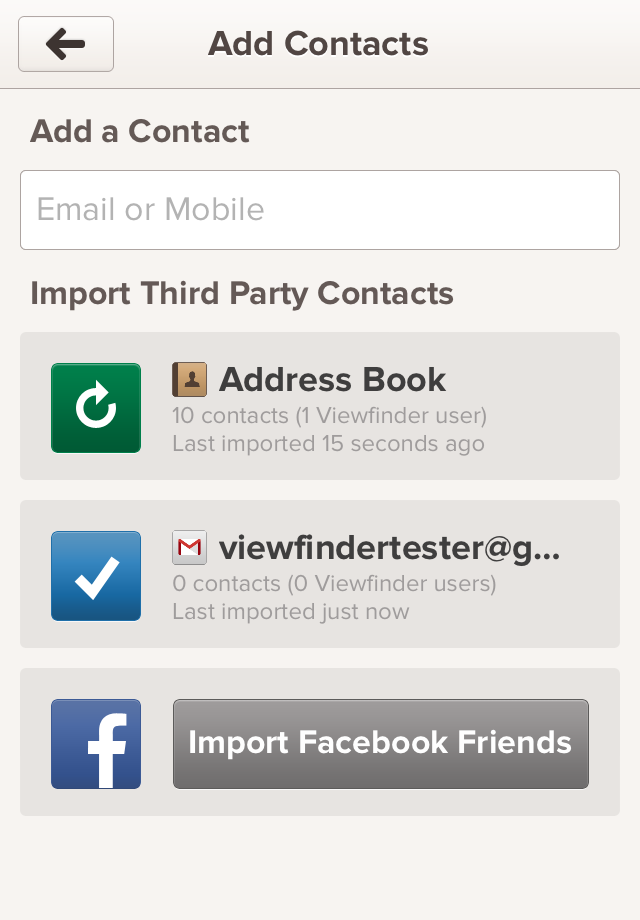 Add Contacts
Add a Contact
Email or Mobile
Import Third Party Contacts
Address Book
10 contacts (1 Viewfinder user)
Last imported 15 seconds ago
viewfindertester@g...
0 contacts (0 Viewfinder users)
Last imported just now
Import Facebook Friends